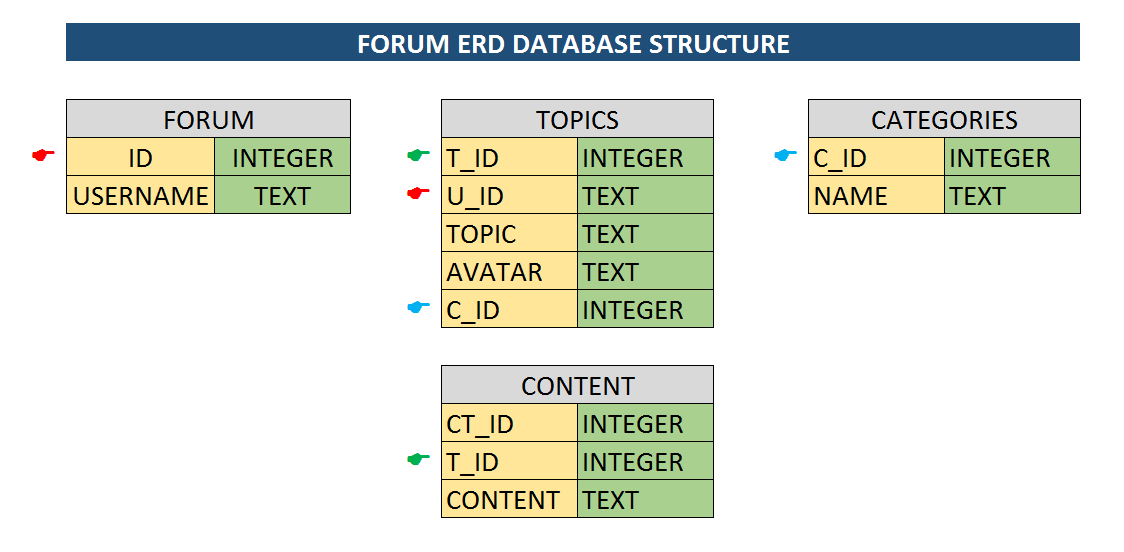 FORUM ERD DATABASE STRUCTURE
FORUM
ID INTEGER
USERNAME TEXT
TOPICS
T_ID INTEGER
U_ID TEXT
TOPIC TEXT
AVATAR TEXT
C_ID INTEGER
CATEGORIES
C_ID INTEGER
NAME TEXT
CONTENT
CT_ID INTEGER
T_ID INTEGER
CONTENT TEXT